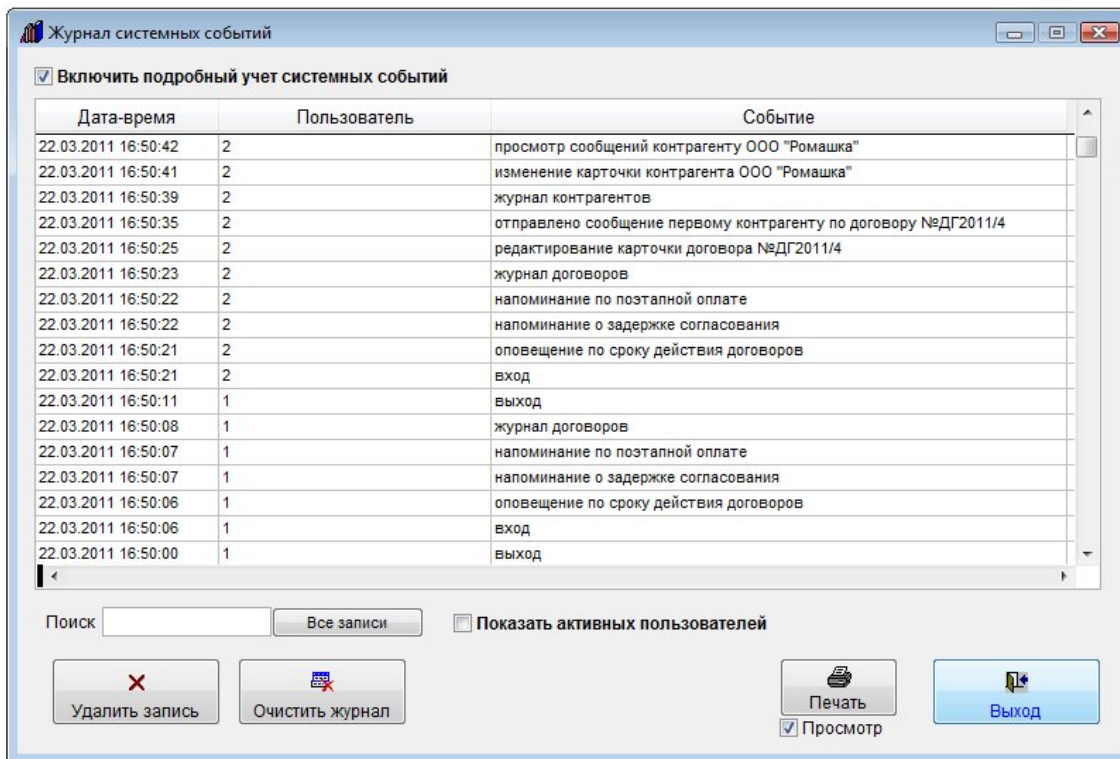 Журнал системных событий
Включить подробный учет системных событий
Дата-время Пользователь Событие
22.03.2011 16:50:42 2 просмотр сообщений контрагенту ООО "Ромашка"
22.03.2011 16:50:41 2 изменение карточки контрагента ООО "Ромашка"
22.03.2011 16:50:39 2 журнал контрагентов
22.03.2011 16:50:35 2 отправлено сообщение первому контрагенту по договору №ДГ2011/4
22.03.2011 16:50:25 2 редактирование карточки договора №ДГ2011/4
22.03.2011 16:50:23 2 журнал договоров
22.03.2011 16:50:22 2 напоминание по поэтапной оплате
22.03.2011 16:50:22 2 напоминание о задержке согласования
22.03.2011 16:50:21 2 оповещение по сроку действия договоров
22.03.2011 16:50:21 2 вход
22.03.2011 16:50:11 1 выход
22.03.2011 16:50:08 1 журнал договоров
22.03.2011 16:50:07 1 напоминание по поэтапной оплате
22.03.2011 16:50:07 1 напоминание о задержке согласования
22.03.2011 16:50:06 1 оповещение по сроку действия договоров
22.03.2011 16:50:06 1 вход
22.03.2011 16:50:00 1 выход
Поиск Все записи Показать активных пользователей
Удалить запись Очистить журнал Печать Выход
Просмотр